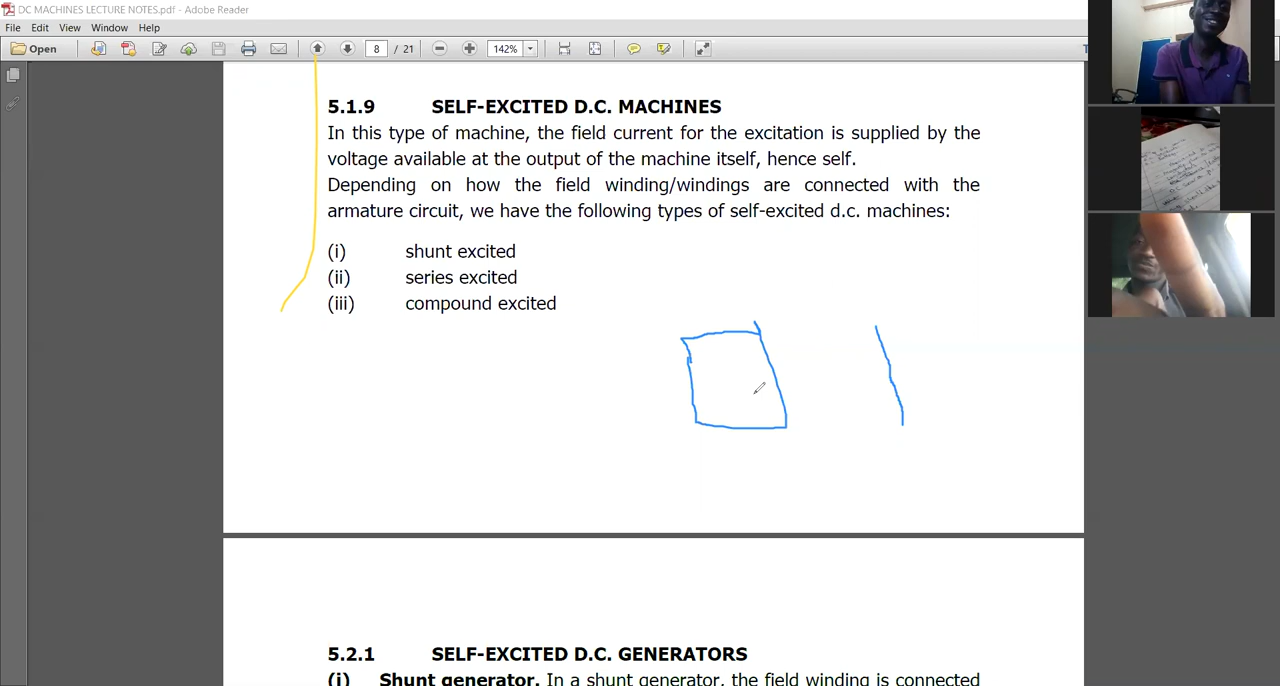 DC MACHINES LECTURE NOTES.pdf - Adobe Reader
File Edit View Window Help
Open 8 / 21 142%
5.1.9 SELF-EXCITED D.C. MACHINES
In this type of machine, the field current for the excitation is supplied by the
voltage available at the output of the machine itself, hence self.
Depending on how the field winding/windings are connected with the
armature circuit, we have the following types of self-excited d.c. machines:
(i) shunt excited
(ii) series excited
(iii) compound excited
5.2.1 SELF-EXCITED D.C. GENERATORS
(i) Shunt generator. In a shunt generator, the field winding is connected